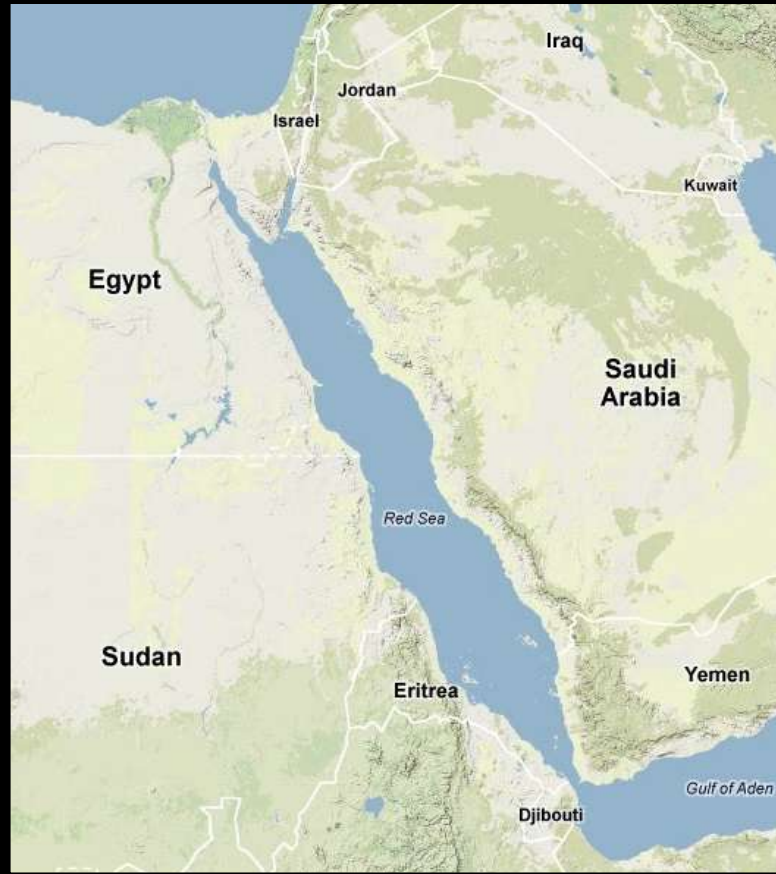 Iraq
Jordan
Israel
Kuwait
Egypt
Saudi
Arabia
Red Sea
Sudan
Yemen
Eritrea
Gulf of Aden
Djibouti